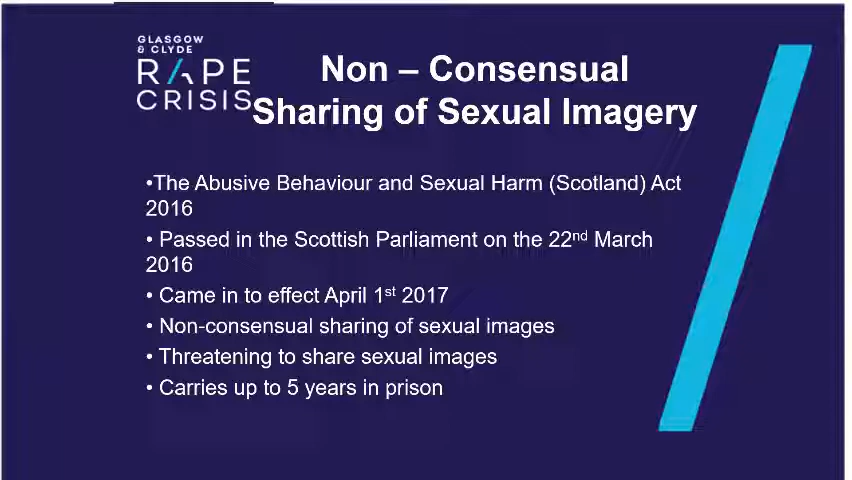 GLASGOW
& CLYDE
RAPE
CRISIS
Non – Consensual
Sharing of Sexual Imagery
•The Abusive Behaviour and Sexual Harm (Scotland) Act
2016
• Passed in the Scottish Parliament on the 22nd March
2016
• Came in to effect April 1st 2017
• Non-consensual sharing of sexual images
• Threatening to share sexual images
• Carries up to 5 years in prison